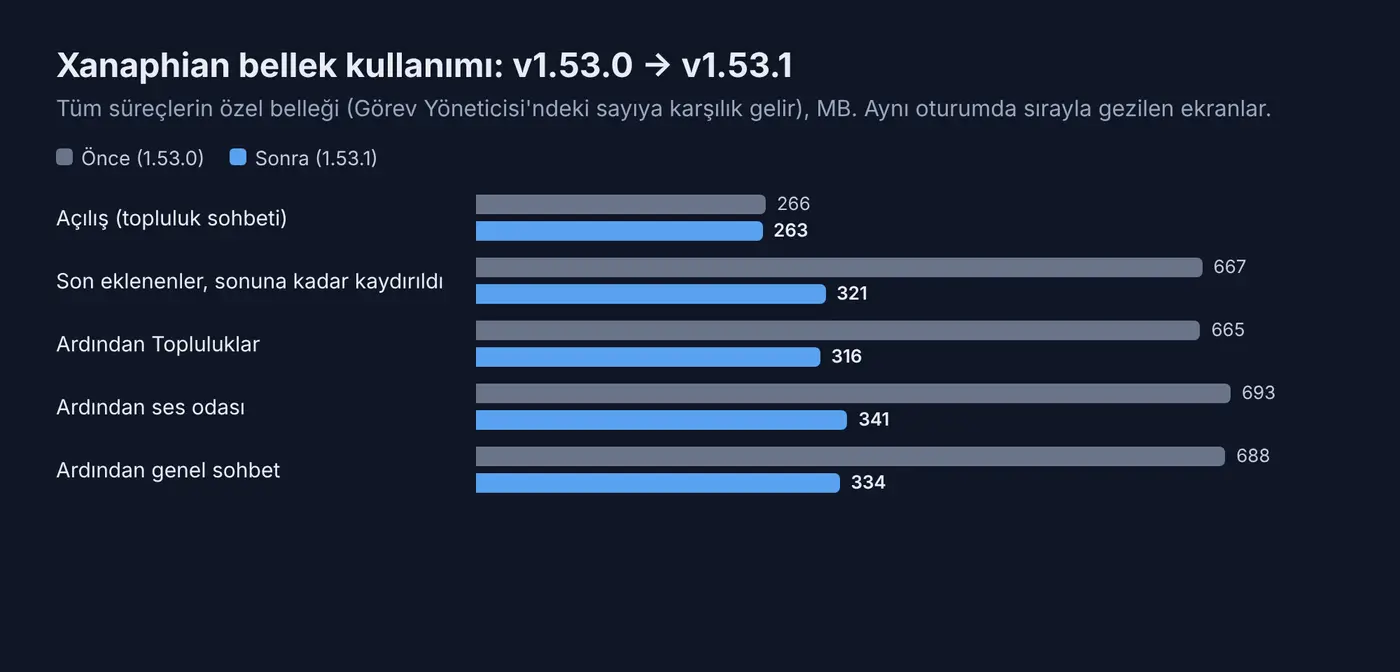 Xanaphian bellek kullanımı: v1.53.0 → v1.53.1
Tüm süreçlerin özel belleği (Görev Yöneticisi'ndeki sayıya karşılık gelir), MB. Aynı oturumda sırayla gezilen ekranlar.
Önce (1.53.0) Sonra (1.53.1)
Açılış (topluluk sohbeti)
266
263
Son eklenenler, sonuna kadar kaydırıldı
667
321
Ardından Topluluklar
665
316
Ardından ses odası
693
341
Ardından genel sohbet
688
334